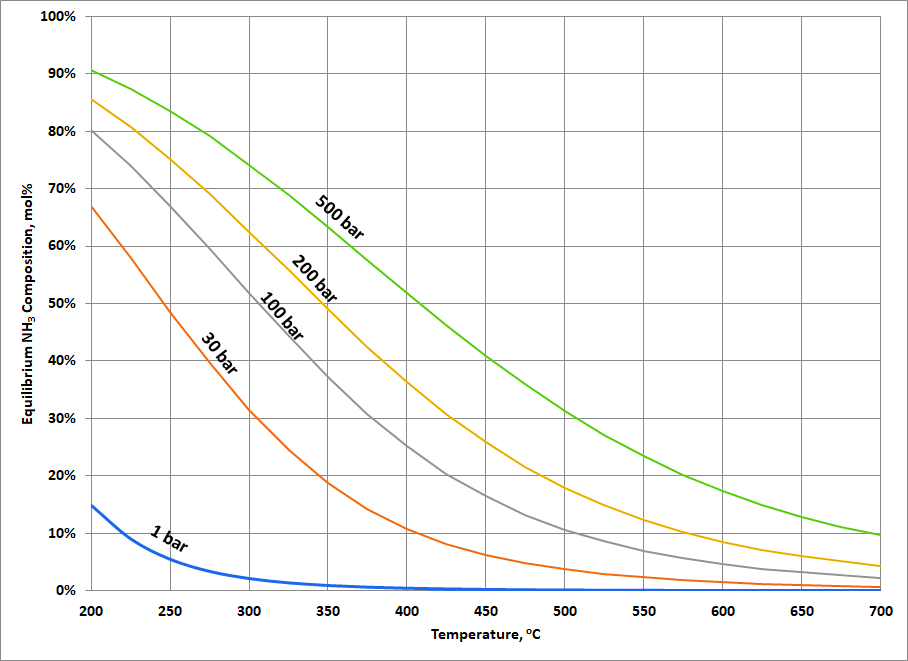 100%
90%
80%
70%
60%
50%
40%
30%
20%
10%
0%
Equilibrium NH₃ Composition, mol%
500 bar
200 bar
100 bar
30 bar
1 bar
200 250 300 350 400 450 500 550 600 650 700
Temperature, ºC